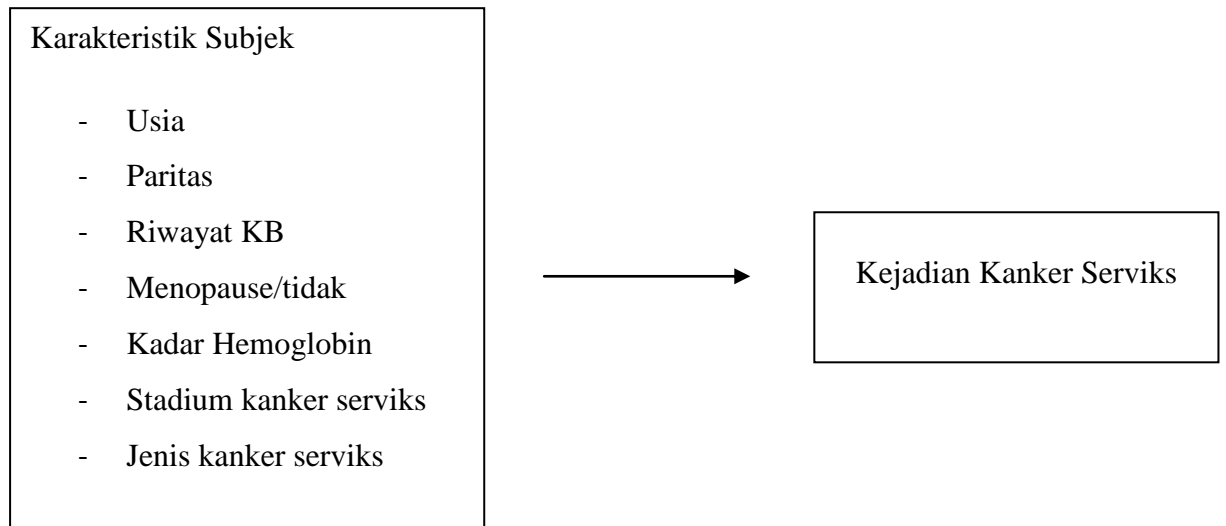 Karakteristik Subjek
- Usia
- Paritas
- Riwayat KB
- Menopause/tidak
- Kadar Hemoglobin
- Stadium kanker serviks
- Jenis kanker serviks
Kejadian Kanker Serviks